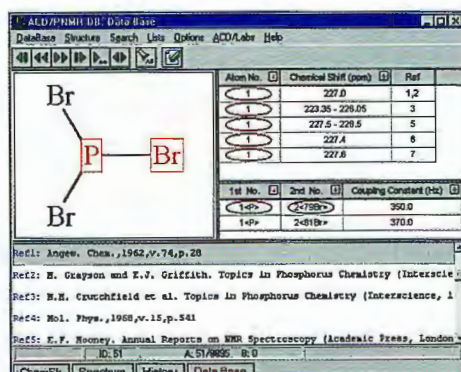 ACD/PNMR DB: Data Base
DataBase Structure Search Lists Options ACD/Labs Help
Br
P Br
Br
Atom No. Chemical Shift (ppm) Ref
1 227.0 1,2
1 223.35 - 226.05 3
1 227.5 - 228.5 5
1 227.4 6
1 227.6 7
1st No. 2nd No. Coupling Constant (Hz)
1<P> 2<79Br> 350.0
1<P> 2<81Br> 370.0
Ref1: Angew. Chem.,1962,v.74,p.28
Ref2: M. Grayson and E.J. Griffith. Topics in Phosphorus Chemistry (Interscie
Ref3: M.M. Crutchfield et al. Topics in Phosphorus Chemistry (Interscience, 1
Ref4: Mol. Phys.,1968,v.15,p.541
Ref5: E.F. Mooney. Annual Reports on NMR Spectroscopy (Academic Press, London
ID: 51 A: 51/9895 B: 0
Spectrum History Data Base